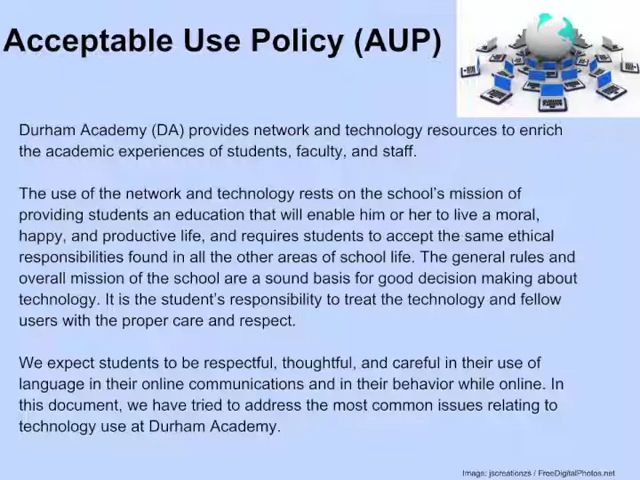 Acceptable Use Policy (AUP)
Durham Academy (DA) provides network and technology resources to enrich
the academic experiences of students, faculty, and staff.
The use of the network and technology rests on the school's mission of
providing students an education that will enable him or her to live a moral,
happy, and productive life, and requires students to accept the same ethical
responsibilities found in all the other areas of school life. The general rules and
overall mission of the school are a sound basis for good decision making about
technology. It is the student's responsibility to treat the technology and fellow
users with the proper care and respect.
We expect students to be respectful, thoughtful, and careful in their use of
language in their online communications and in their behavior while online. In
this document, we have tried to address the most common issues relating to
technology use at Durham Academy.
Image: jscreationzs / FreeDigitalPhotos.net